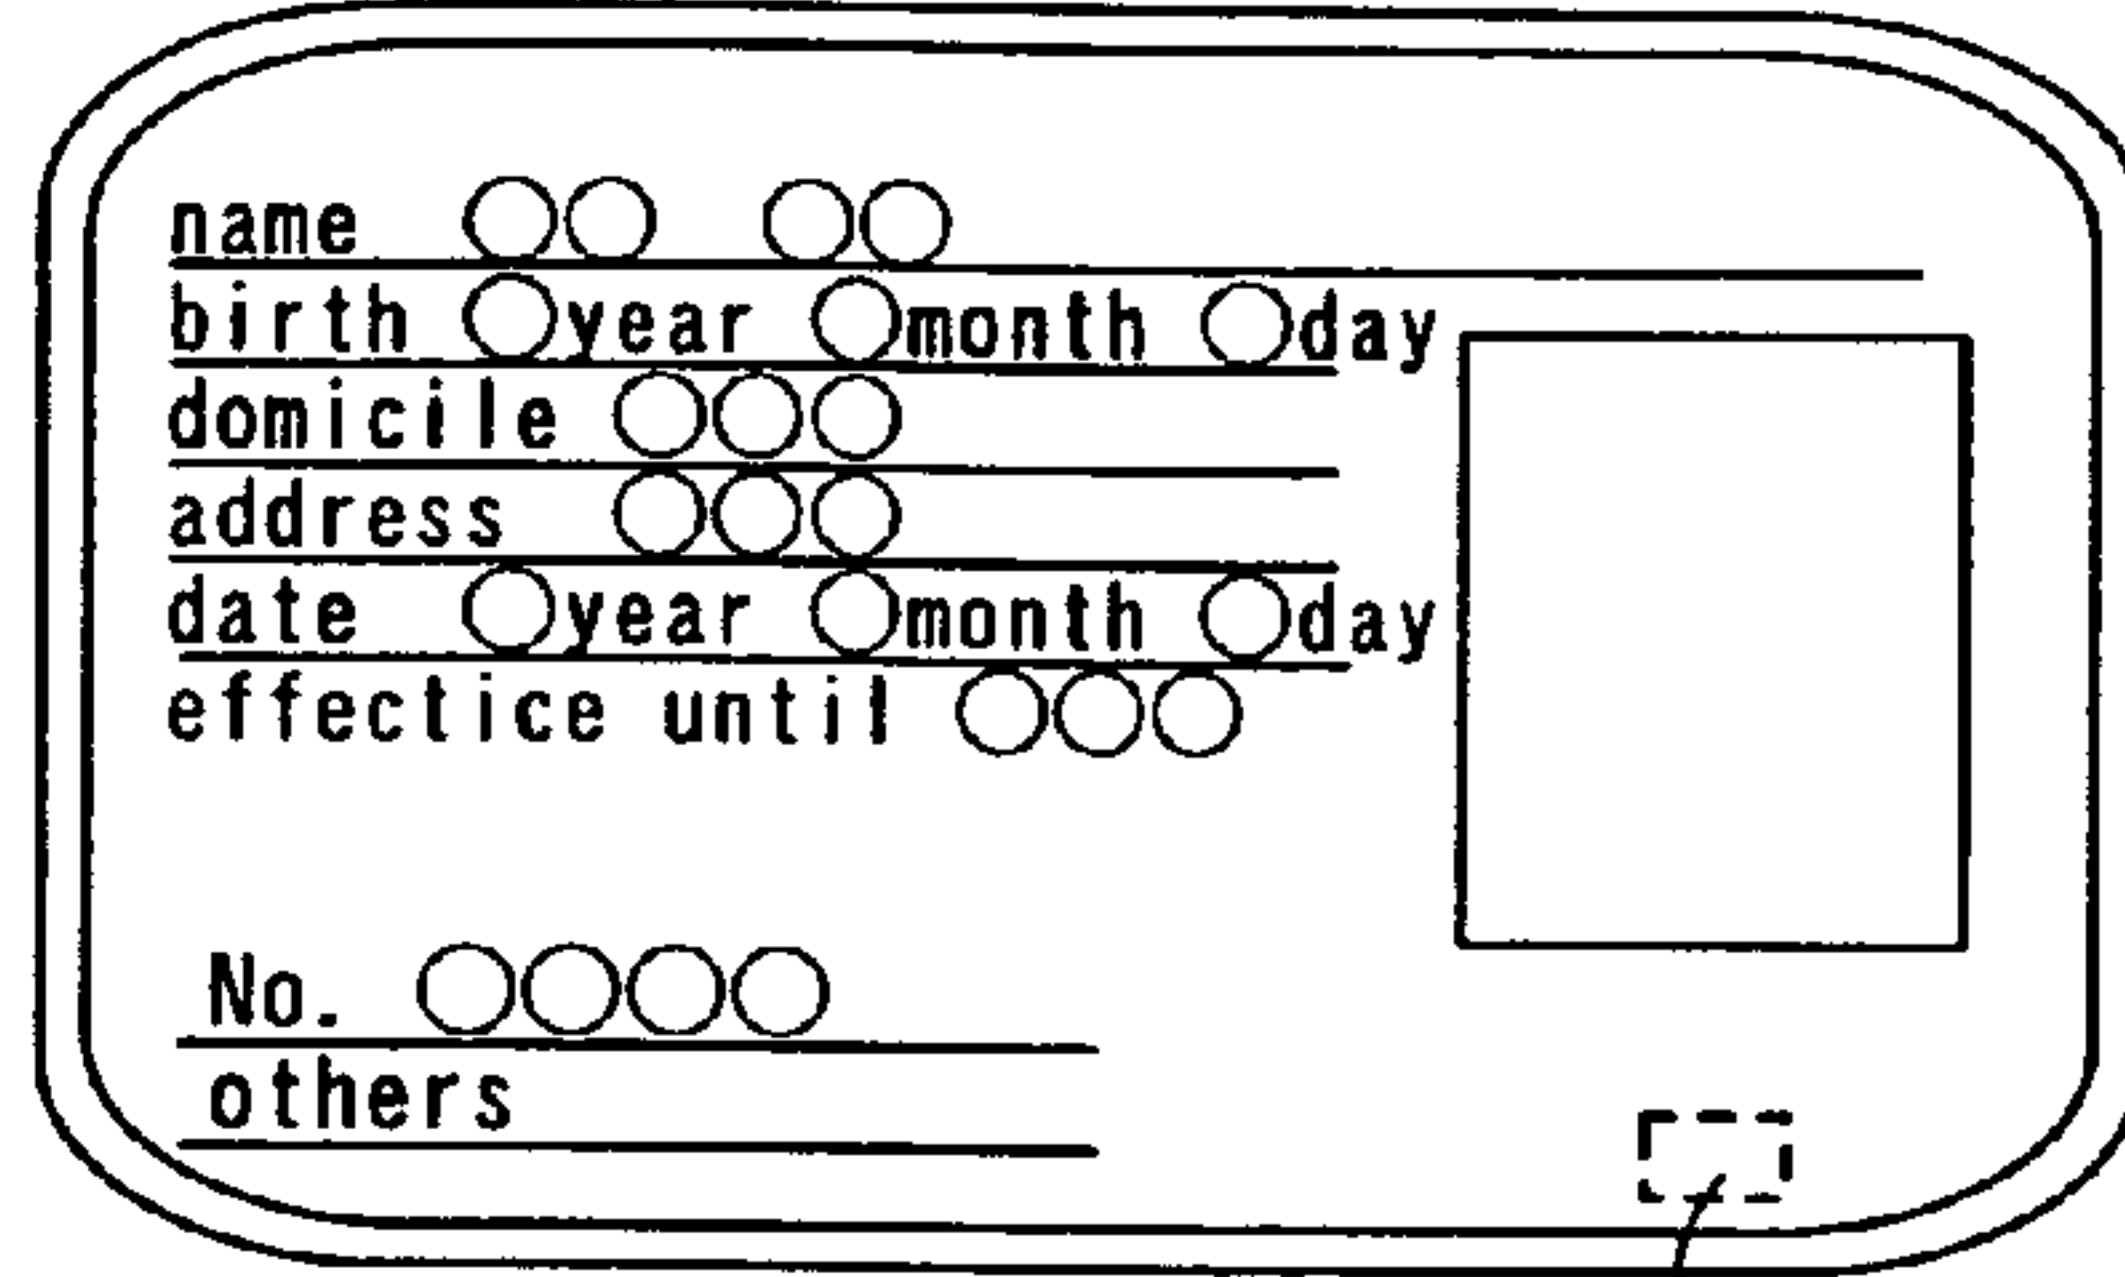 name ○○ ○○
birth ○year ○month ○day
domicile ○○○
address ○○○
date ○year ○month ○day
effectice until ○○○
No. ○○○○
others